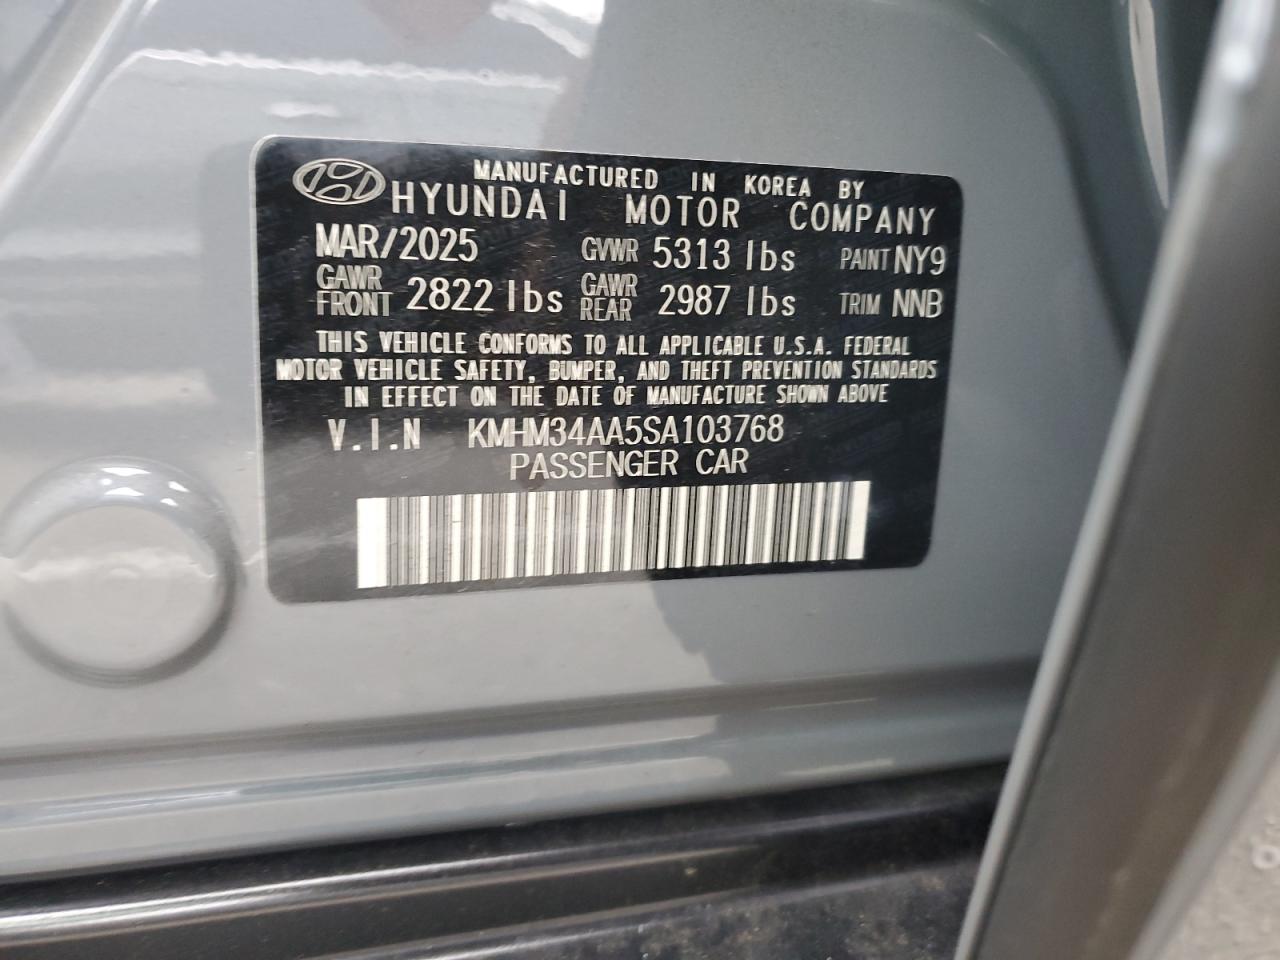 MANUFACTURED IN KOREA BY
HYUNDAI MOTOR COMPANY
MAR/2025 GVWR 5313 lbs PAINT NY9
GAWR FRONT 2822 lbs GAWR REAR 2987 lbs TRIM NNB
THIS VEHICLE CONFORMS TO ALL APPLICABLE U.S.A. FEDERAL
MOTOR VEHICLE SAFETY, BUMPER, AND THEFT PREVENTION STANDARDS
IN EFFECT ON THE DATE OF MANUFACTURE SHOWN ABOVE
V.I.N KMHM34AA5SA103768
PASSENGER CAR